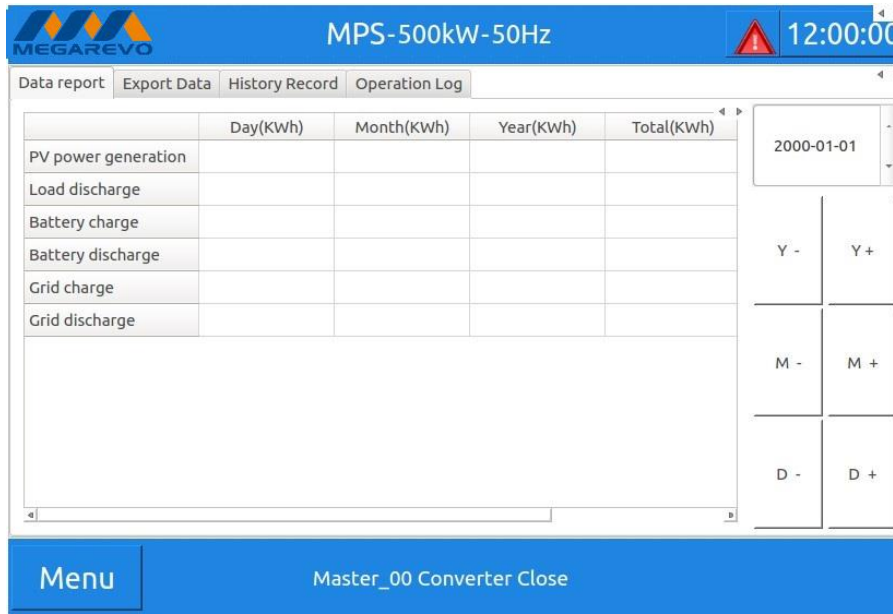 MEGAREVO
MPS-500kW-50Hz
12:00:00
Data report Export Data History Record Operation Log
Day(KWh) Month(KWh) Year(KWh) Total(KWh)
PV power generation
Load discharge
Battery charge
Battery discharge
Grid charge
Grid discharge
2000-01-01
Y - Y +
M - M +
D - D +
Menu
Master_00 Converter Close